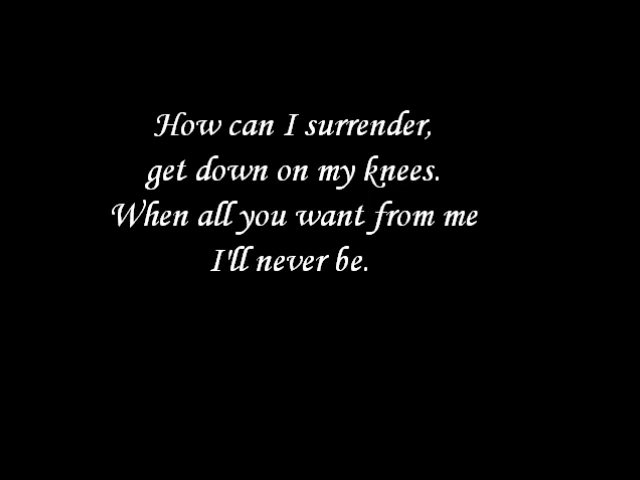 How can I surrender,
get down on my knees.
When all you want from me
I'll never be.